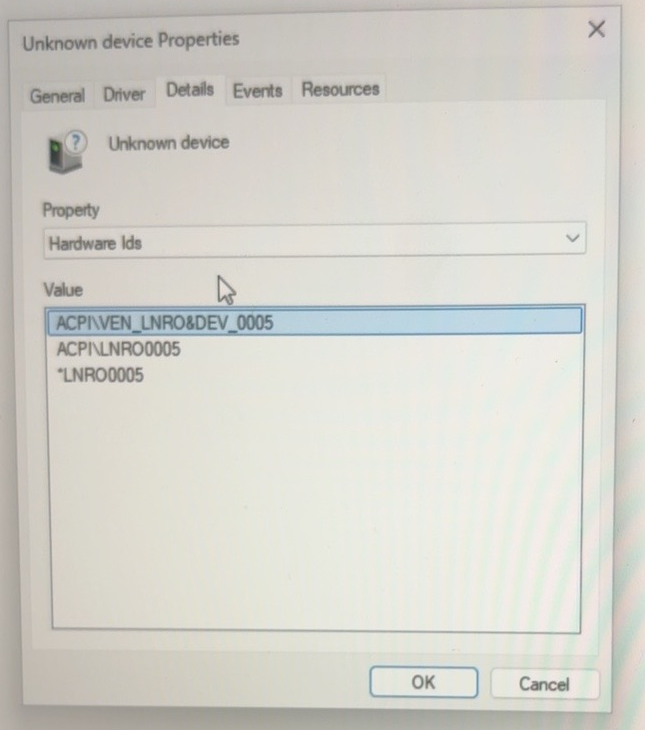 Unknown device Properties
General Driver Details Events Resources
?
Unknown device
Property
Hardware Ids
Value
ACPI\VEN_LNRO&DEV_0005
ACPI\LNRO0005
*LNRO0005
OK Cancel